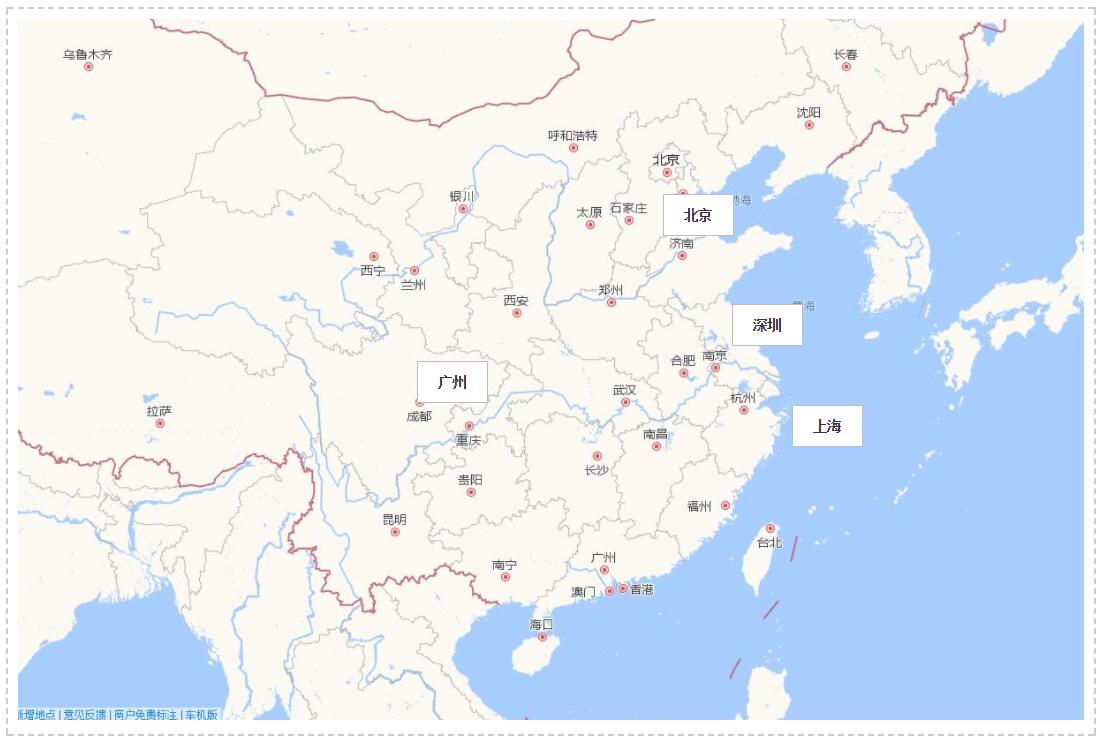 乌鲁木齐
长春
沈阳
呼和浩特
北京
银川
渤海
太原
石家庄
北京
济南
西宁
兰州
郑州
西安
黄海
深圳
合肥
南京
广州
武汉
杭州
拉萨
成都
上海
重庆
南昌
长沙
贵阳
福州
昆明
台北
广州
南宁
澳门
香港
海口
新增地点 | 意见反馈 | 商户免费标注 | 车机版